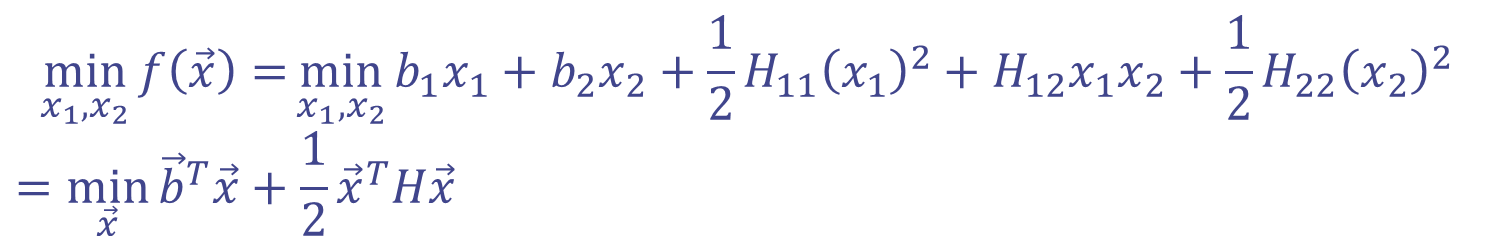 $\min_{x_1,x_2} f(\vec{x}) = \min_{x_1,x_2} b_1x_1 + b_2x_2 + \frac{1}{2}H_{11}(x_1)^2 + H_{12}x_1x_2 + \frac{1}{2}H_{22}(x_2)^2$
$= \min_{\vec{x}} \vec{b}^T\vec{x} + \frac{1}{2}\vec{x}^TH\vec{x}$